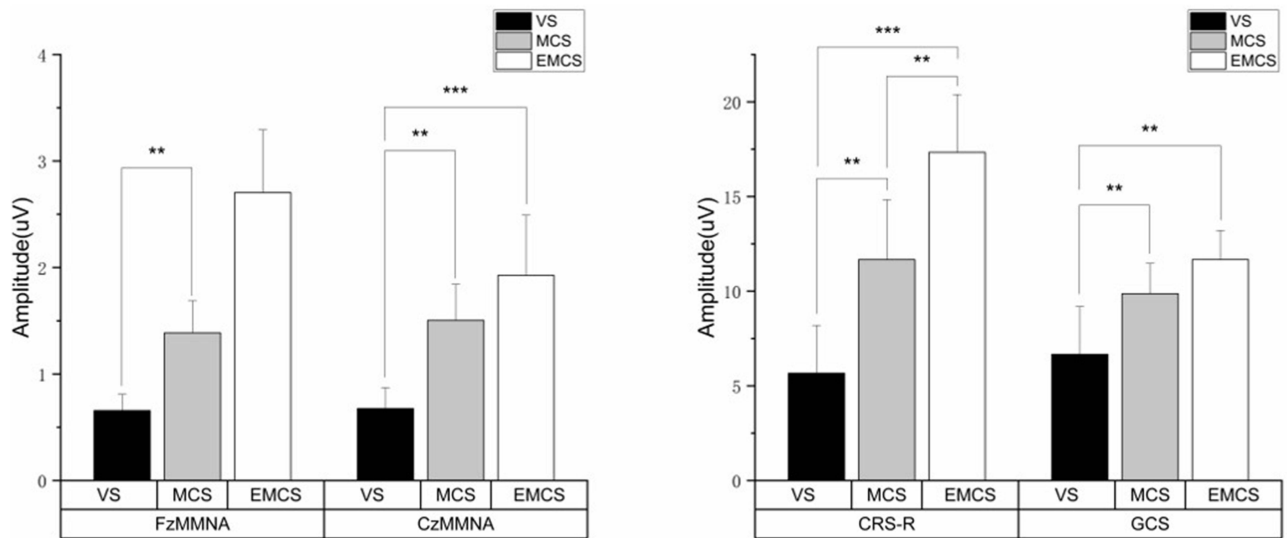 VS
MCS
EMCS
Amplitude(uV)
4
3
2
1
0
**
**
***
VS MCS EMCS VS MCS EMCS
FzMMNA CzMMNA
VS
MCS
EMCS
Amplitude(uV)
20
15
10
5
0
***
**
**
**
**
VS MCS EMCS VS MCS EMCS
CRS-R GCS